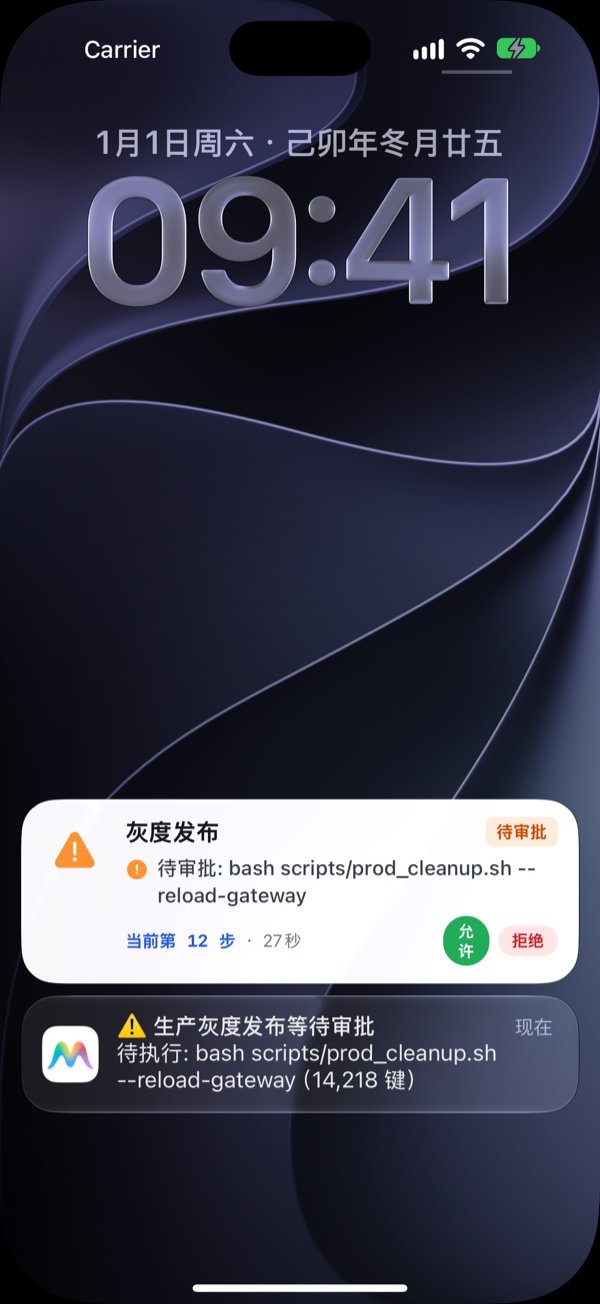 Carrier
1月1日周六 · 己卯年冬月廿五
09:41
灰度发布
待审批
待审批: bash scripts/prod_cleanup.sh --
reload-gateway
当前第 12 步 · 27秒
允
许
拒绝
⚠️ 生产灰度发布等待审批
现在
待执行: bash scripts/prod_cleanup.sh
--reload-gateway (14,218 键)